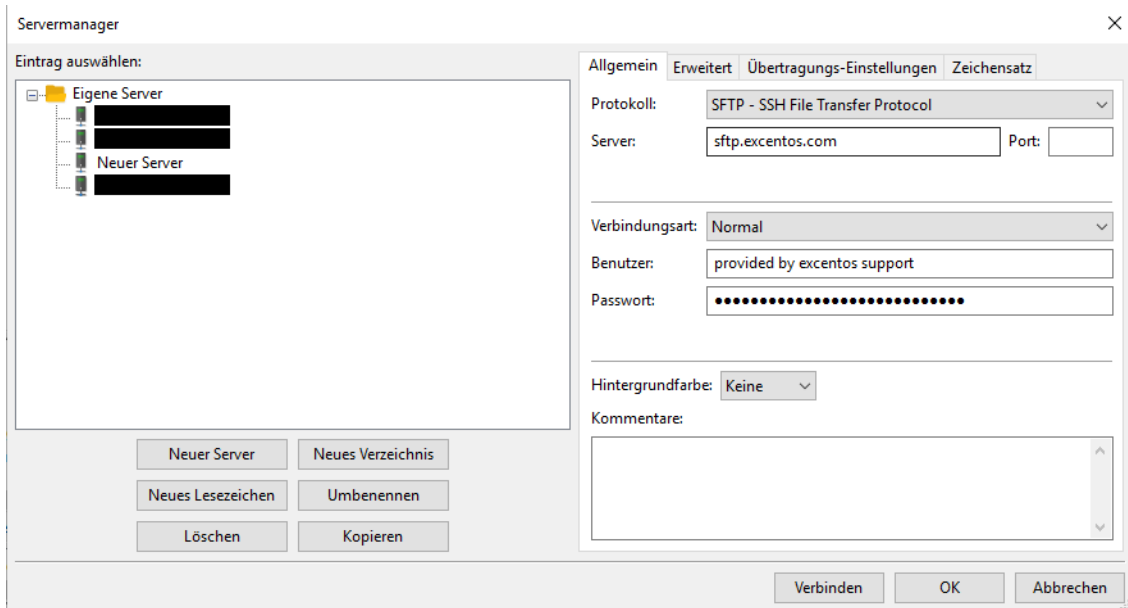 Servermanager
Eintrag auswählen:
Eigene Server
Neuer Server
Neuer Server
Neues Verzeichnis
Neues Lesezeichen
Umbenennen
Löschen
Kopieren
Allgemein
Erweitert
Übertragungs-Einstellungen
Zeichensatz
Protokoll:
SFTP - SSH File Transfer Protocol
Server:
sftp.excentos.com
Port:
Verbindungsart:
Normal
Benutzer:
provided by excentos support
Passwort:
Hintergrundfarbe:
Keine
Kommentare:
Verbinden
OK
Abbrechen